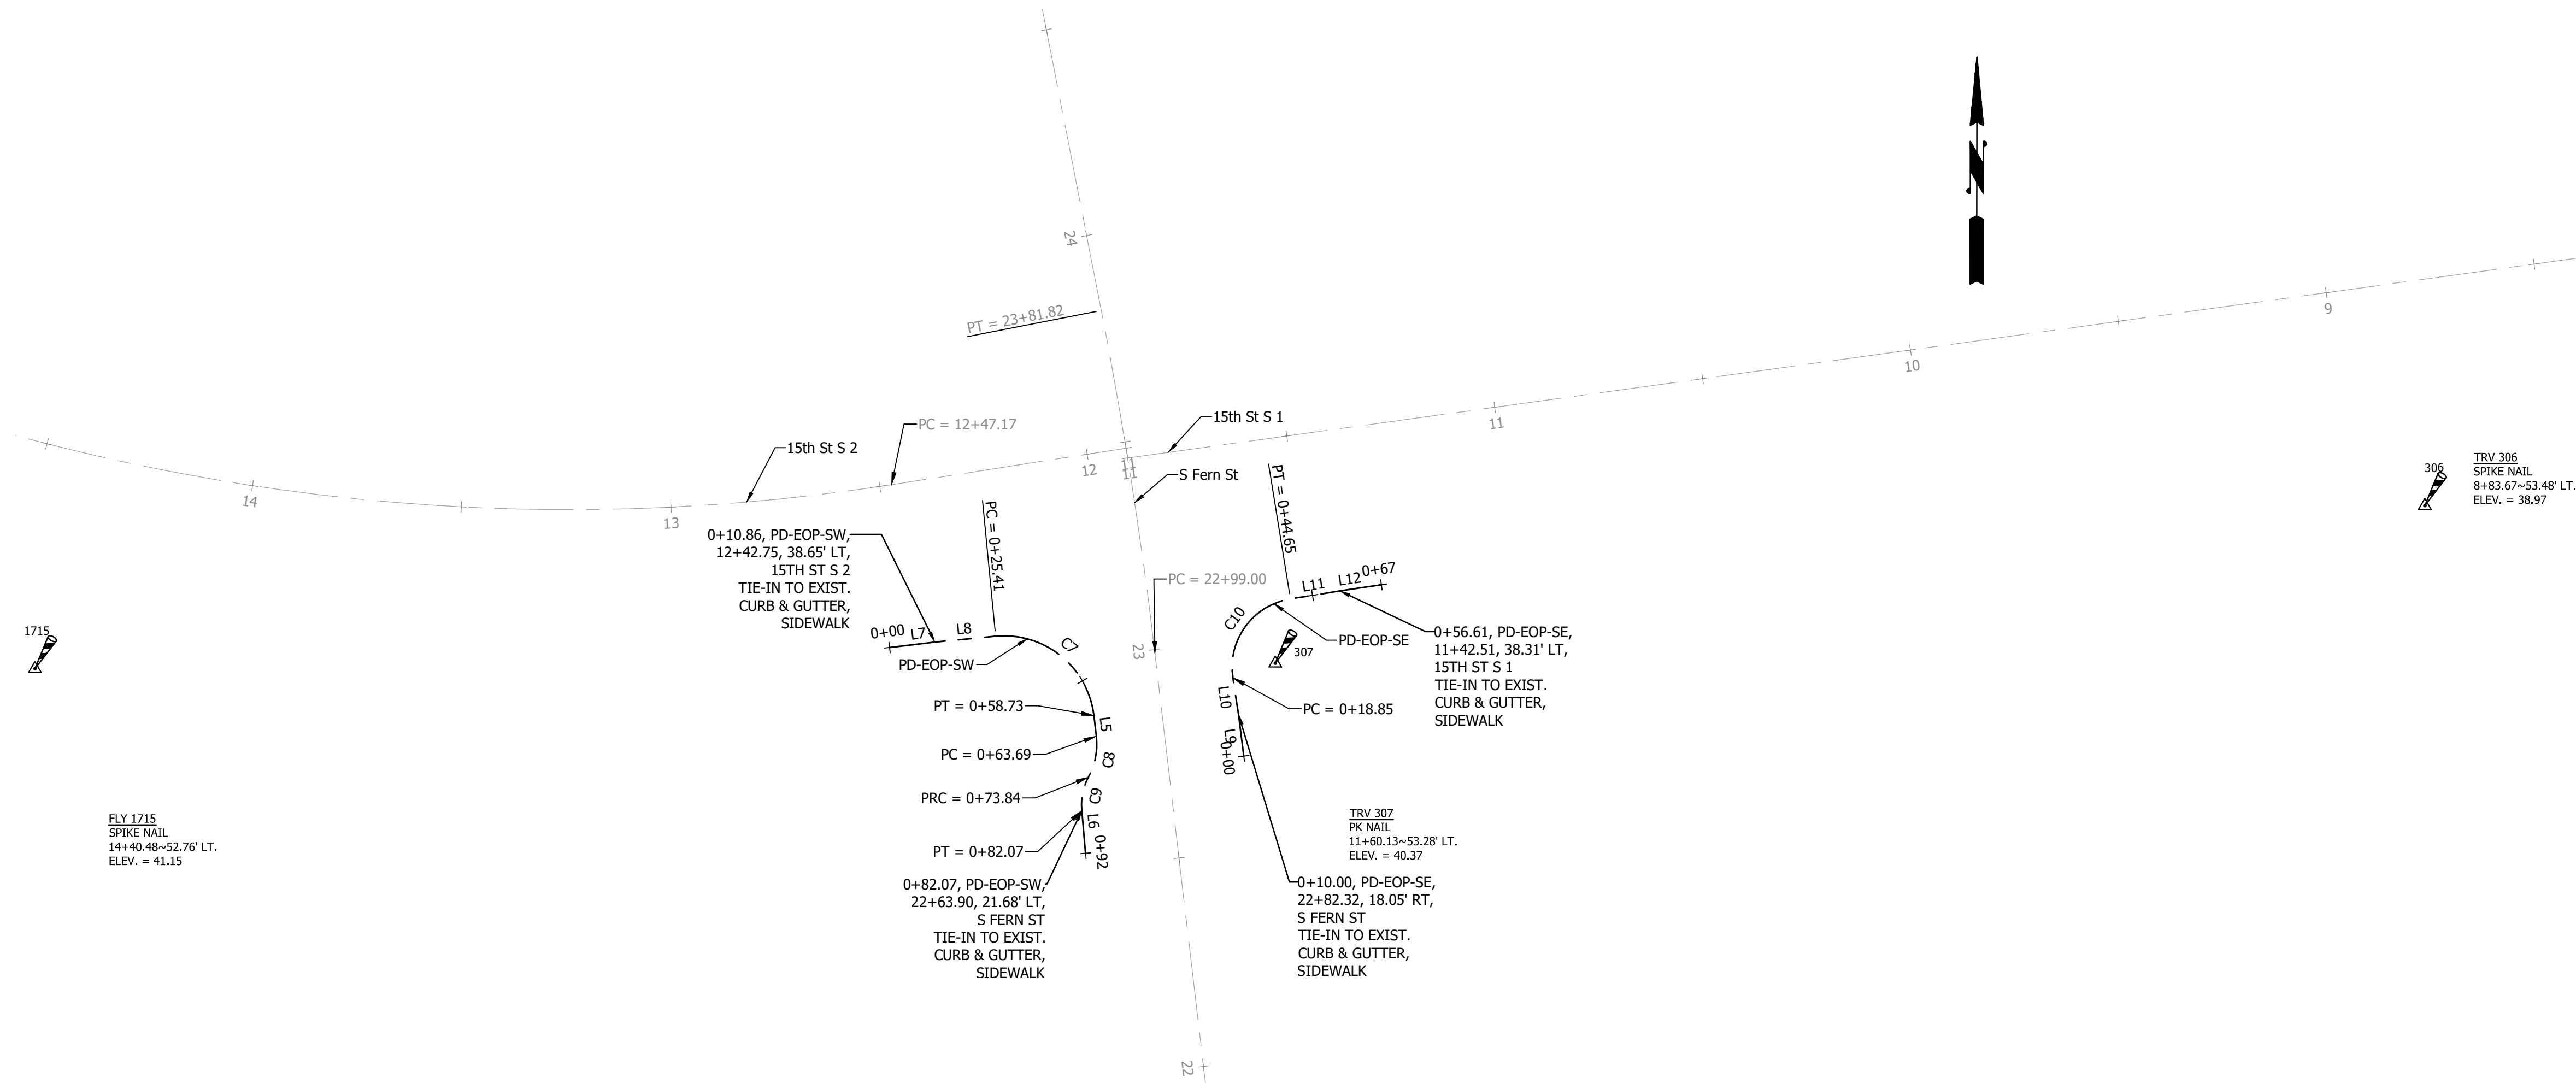 24
PT = 23+81.82
N
9
10
11
15th St S 1
PC = 12+47.17
15th St S 2
12
11
11
S Fern St
14
13
PT = 0+44.65
PC = 0+25.41
306
TRV 306
SPIKE NAIL
8+83.67~53.48' LT.
ELEV. = 38.97
0+10.86, PD-EOP-SW,
12+42.75, 38.65' LT,
15TH ST S 2
TIE-IN TO EXIST.
CURB & GUTTER,
SIDEWALK
PC = 22+99.00
L11
L12
0+67
C10
0+00
L7
L8
C7
PD-EOP-SW
1715
23
307
PD-EOP-SE
0+56.61, PD-EOP-SE,
11+42.51, 38.31' LT,
15TH ST S 1
TIE-IN TO EXIST.
CURB & GUTTER,
SIDEWALK
PT = 0+58.73
L5
L10
PC = 0+18.85
L9
0+00
PC = 0+63.69
C8
PRC = 0+73.84
C9
L6
0+92
PT = 0+82.07
FLY 1715
SPIKE NAIL
14+40.48~52.76' LT.
ELEV. = 41.15
TRV 307
PK NAIL
11+60.13~53.28' LT.
ELEV. = 40.37
0+82.07, PD-EOP-SW,
22+63.90, 21.68' LT,
S FERN ST
TIE-IN TO EXIST.
CURB & GUTTER,
SIDEWALK
0+10.00, PD-EOP-SE,
22+82.32, 18.05' RT,
S FERN ST
TIE-IN TO EXIST.
CURB & GUTTER,
SIDEWALK
22